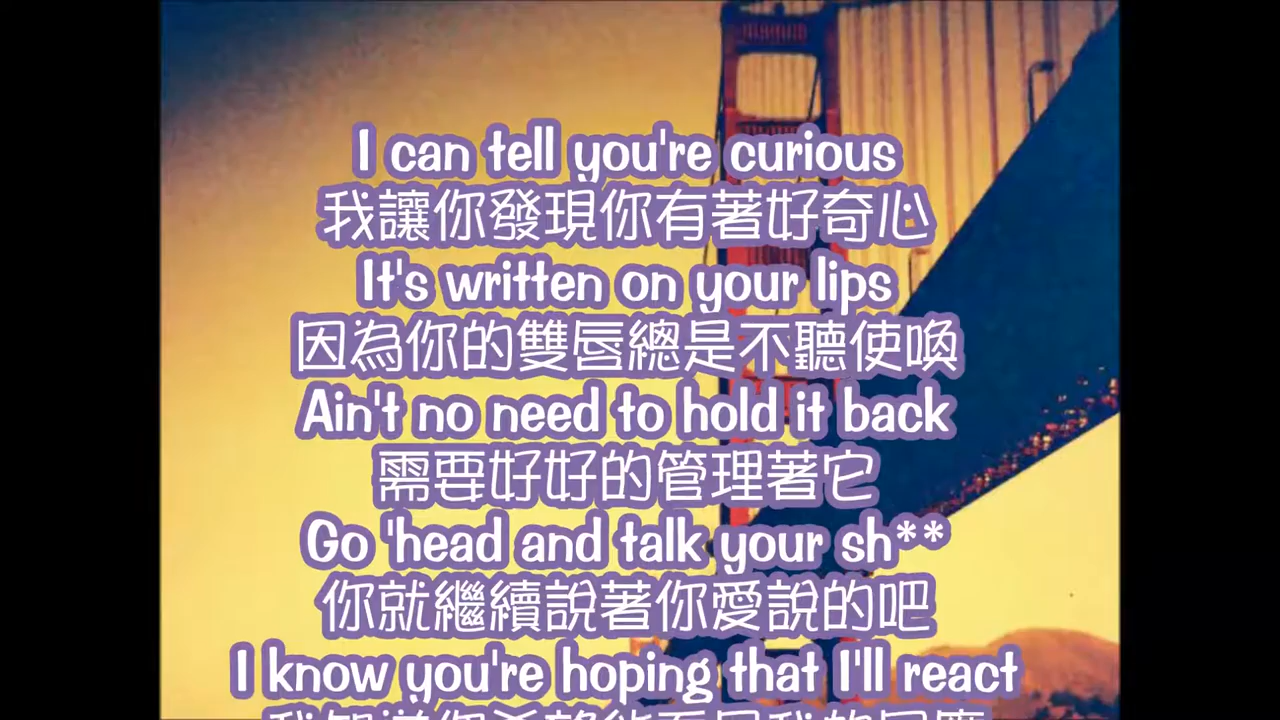 I can tell you're curious
我讓你發現你有著好奇心
It's written on your lips
因為你的雙唇總是不聽使喚
Ain't no need to hold it back
需要好好的管理著它
Go 'head and talk your sh**
你就繼續說著你愛說的吧
I know you're hoping that I'll react